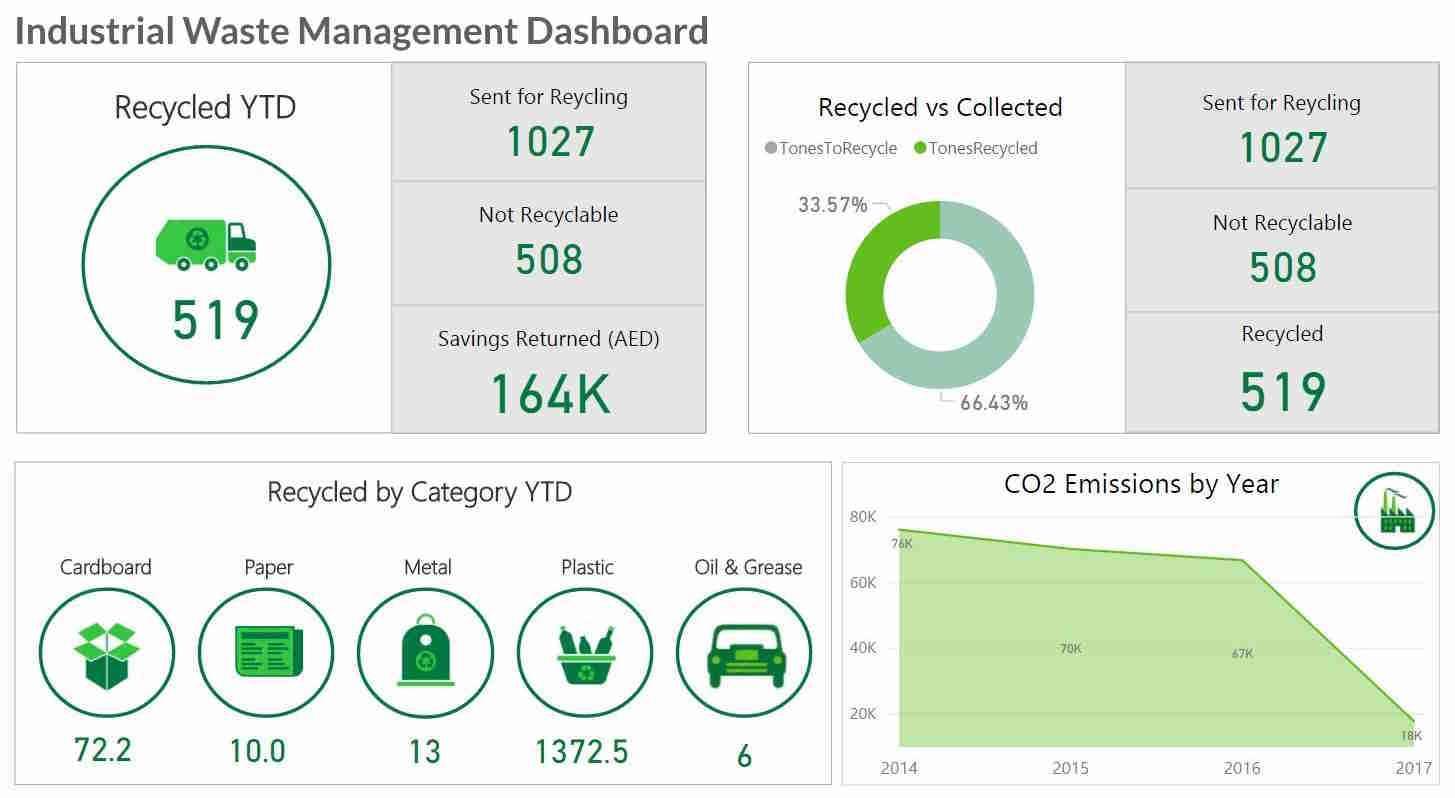 Industrial Waste Management Dashboard
Recycled YTD
519
Sent for Reycling
1027
Not Recyclable
508
Savings Returned (AED)
164K
Recycled vs Collected
TonesToRecycle TonesRecycled
33.57%
66.43%
Sent for Reycling
1027
Not Recyclable
508
Recycled
519
Recycled by Category YTD
Cardboard Paper Metal Plastic Oil & Grease
72.2 10.0 13 1372.5 6
CO2 Emissions by Year
80K
76K
60K
40K
70K
67K
20K
18K
2014 2015 2016 2017